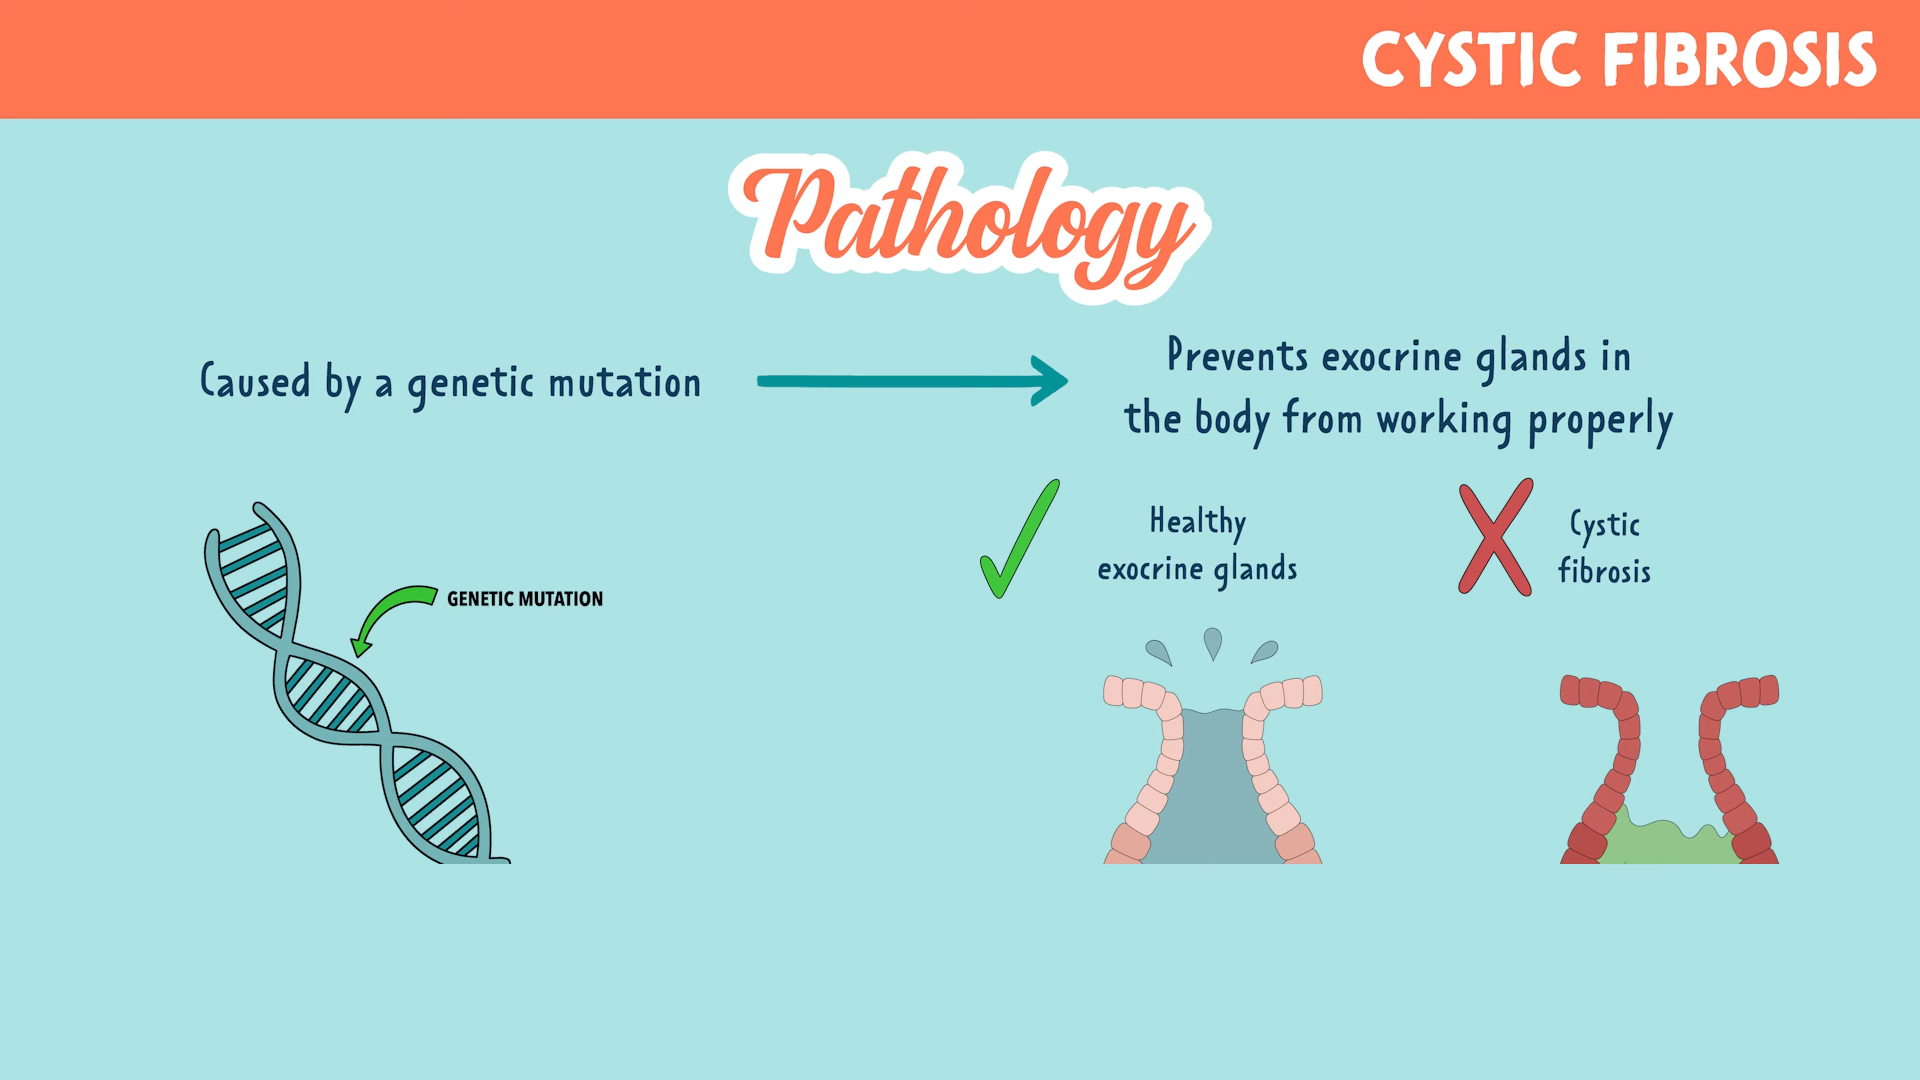 CYSTIC FIBROSIS
Pathology
Caused by a genetic mutation
Prevents exocrine glands in
the body from working properly
Healthy
exocrine glands
Cystic
fibrosis
GENETIC MUTATION